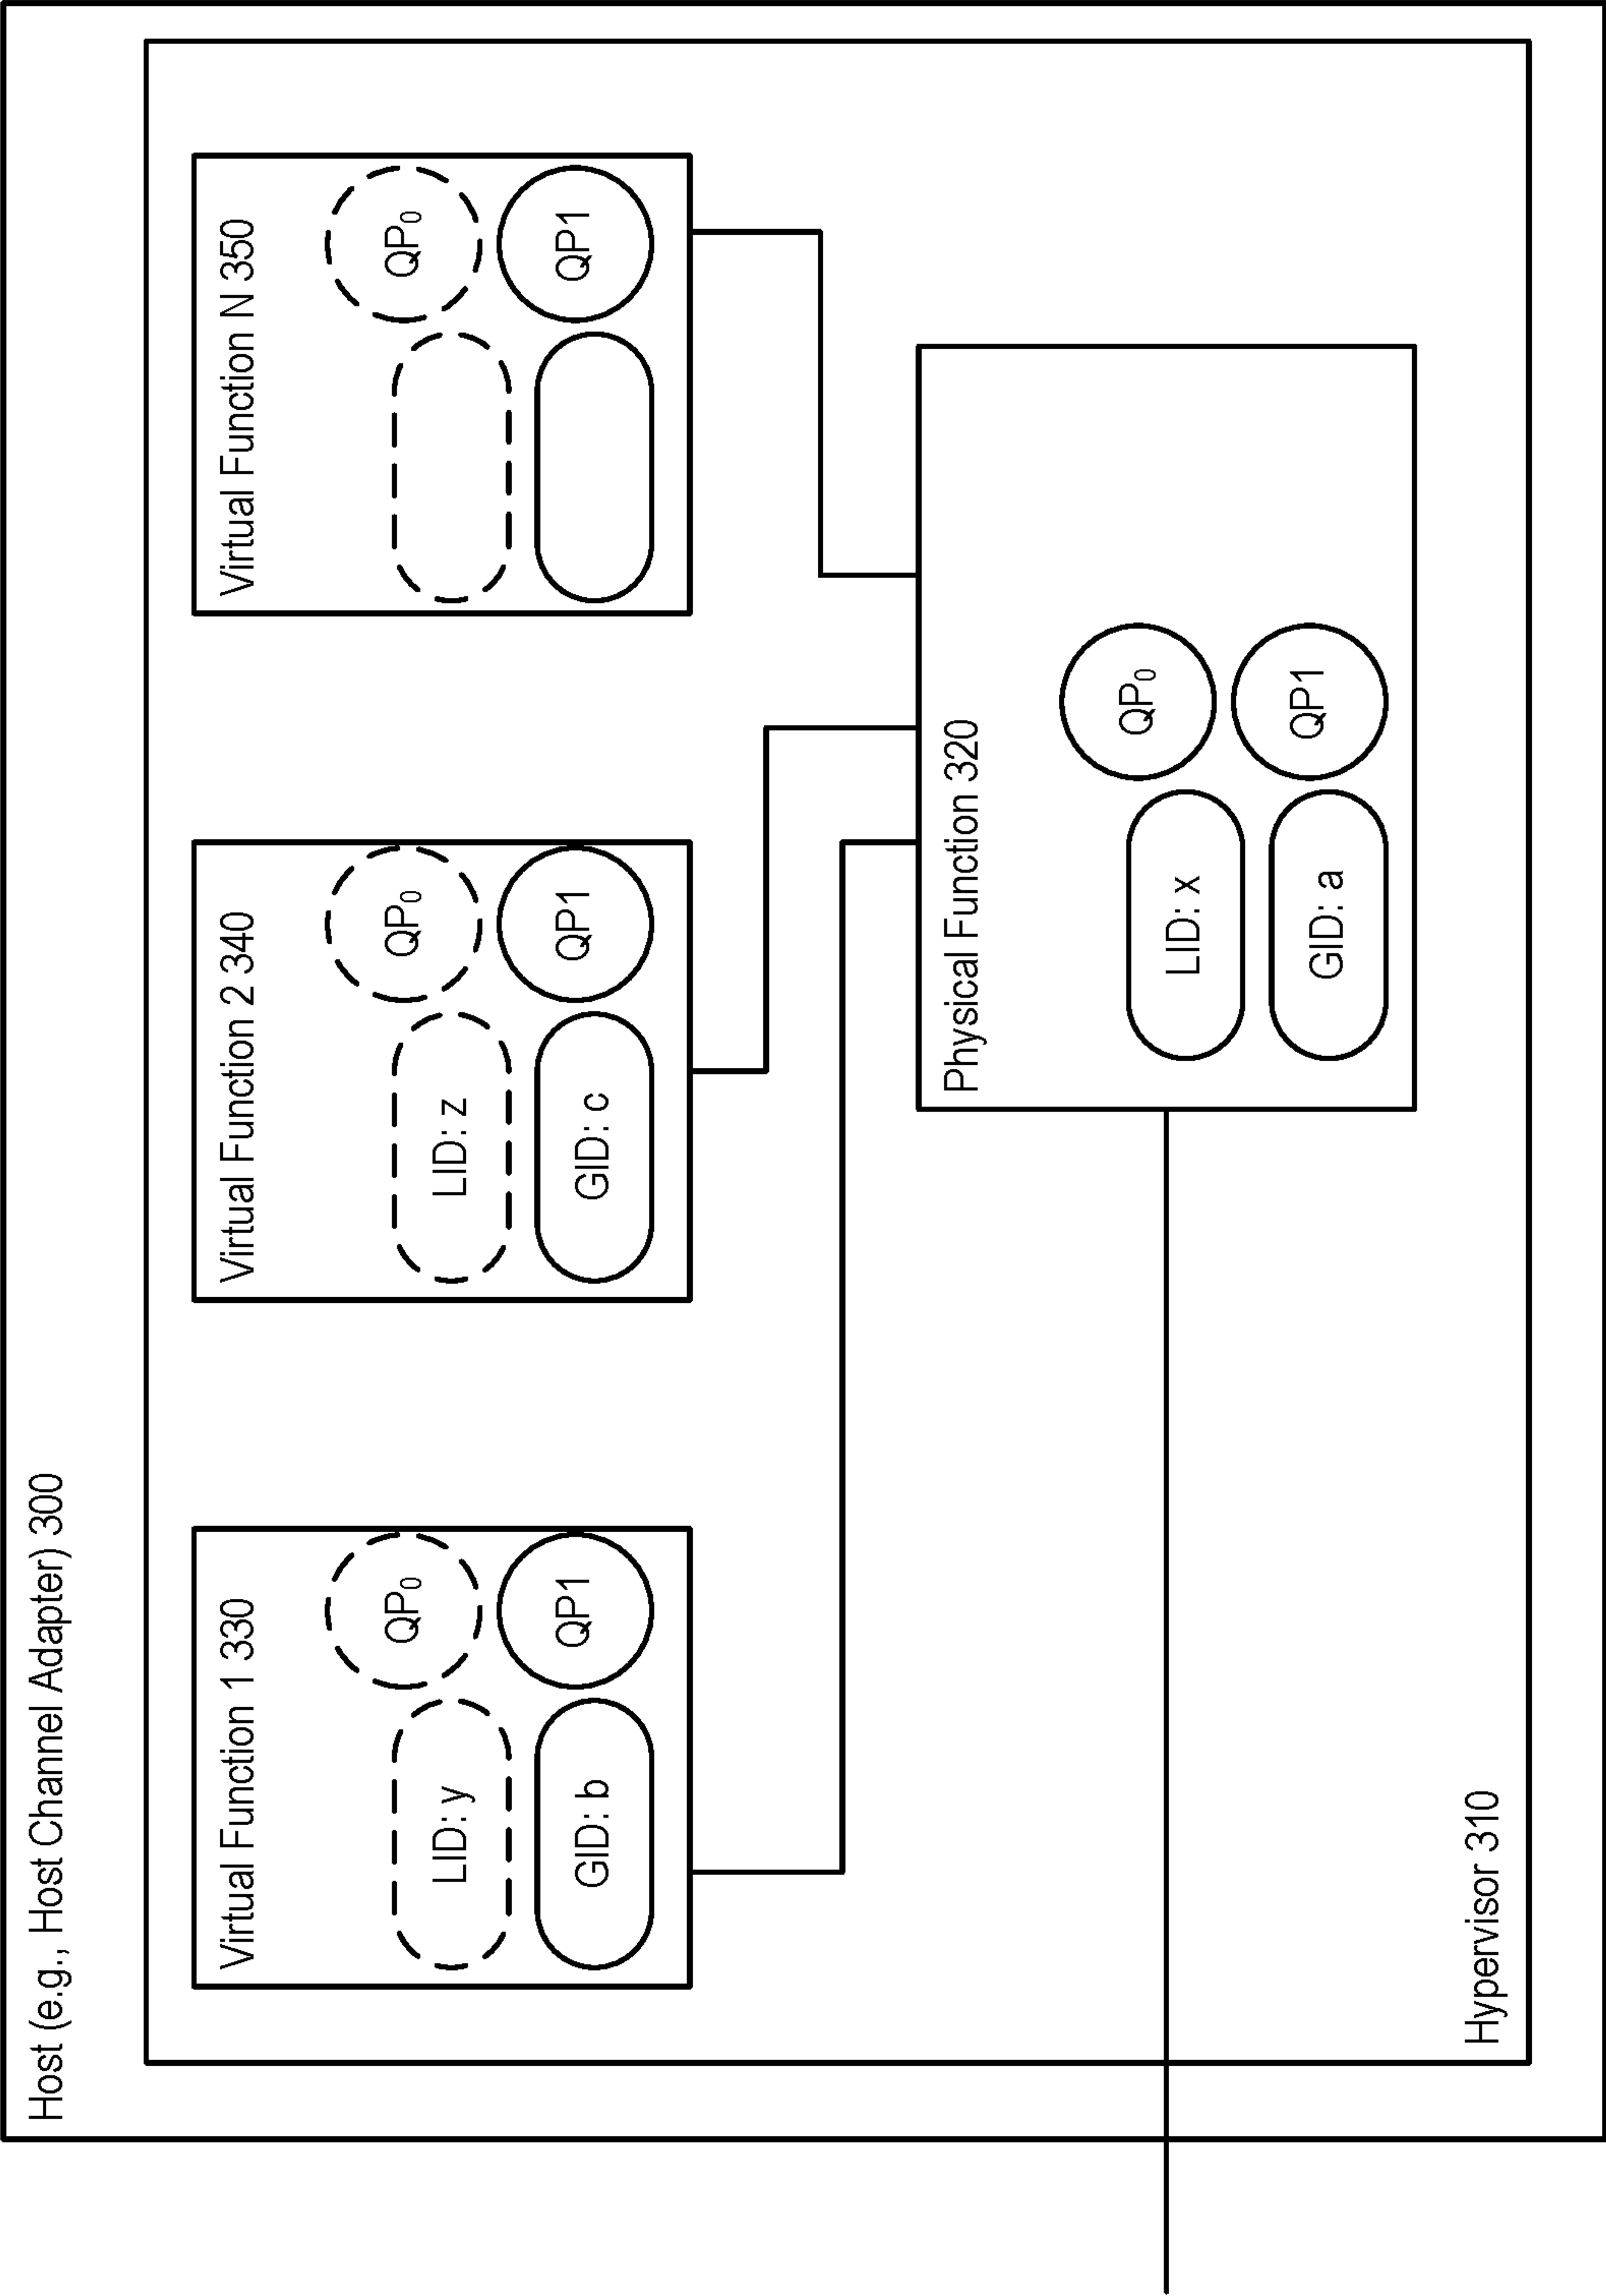 Host (e.g., Host Channel Adapter) 300
Virtual Function 1 330
LID: y
QP0
GID: b
QP1
Virtual Function 2 340
LID: z
QP0
GID: c
QP1
Virtual Function N 350
QP0
QP1
Physical Function 320
LID: x
QP0
GID: a
QP1
Hypervisor 310